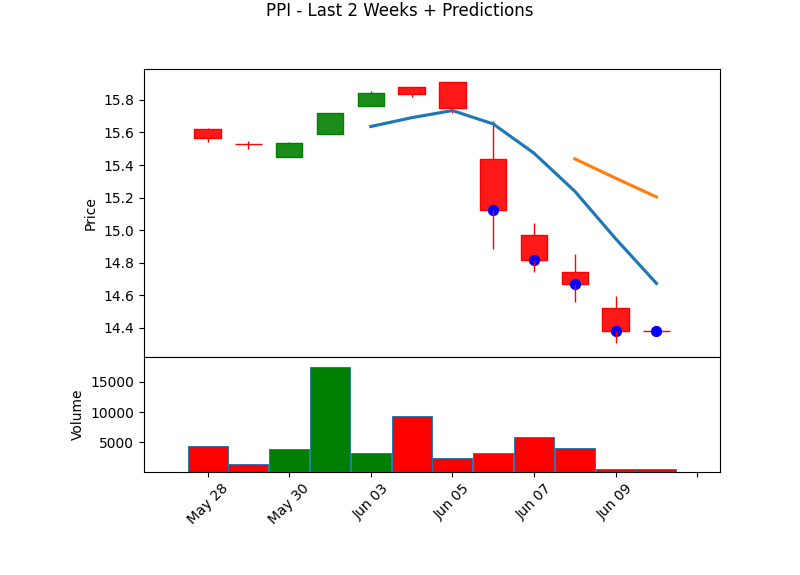 PPI - Last 2 Weeks + Predictions
Price
15.8
15.6
15.4
15.2
15.0
14.8
14.6
14.4
Volume
15000
10000
5000
May 28
May 30
Jun 03
Jun 05
Jun 07
Jun 09